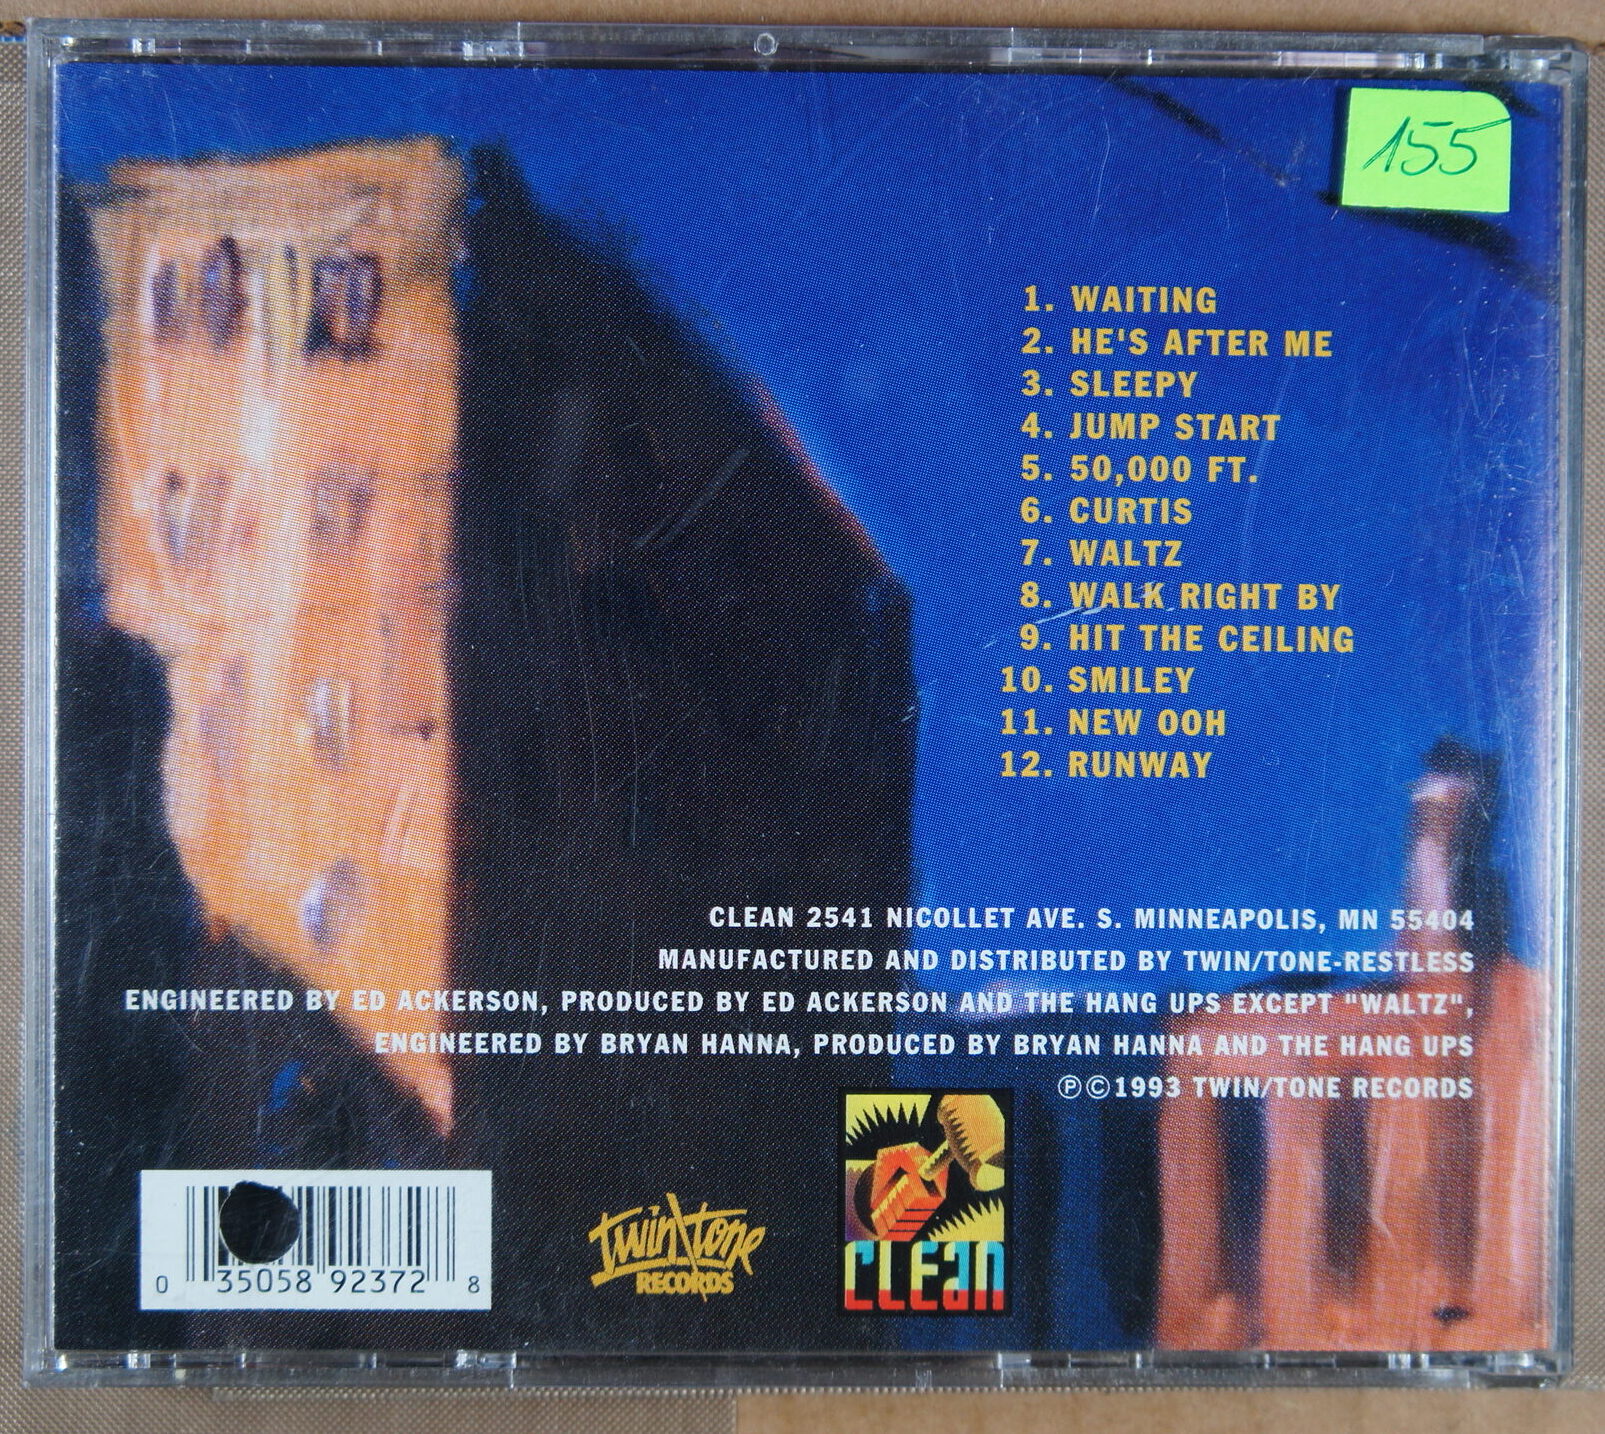 155
1. WAITING
2. HE'S AFTER ME
3. SLEEPY
4. JUMP START
5. 50,000 FT.
6. CURTIS
7. WALTZ
8. WALK RIGHT BY
9. HIT THE CEILING
10. SMILEY
11. NEW OOH
12. RUNWAY
CLEAN 2541 NICOLLET AVE. S. MINNEAPOLIS, MN 55404
MANUFACTURED AND DISTRIBUTED BY TWIN/TONE-RESTLESS
ENGINEERED BY ED ACKERSON, PRODUCED BY ED ACKERSON AND THE HANG UPS EXCEPT "WALTZ",
ENGINEERED BY BRYAN HANNA, PRODUCED BY BRYAN HANNA AND THE HANG UPS
℗©1993 TWIN/TONE RECORDS
0 35058 92372 8
twin\tone
RECORDS
CLEAN